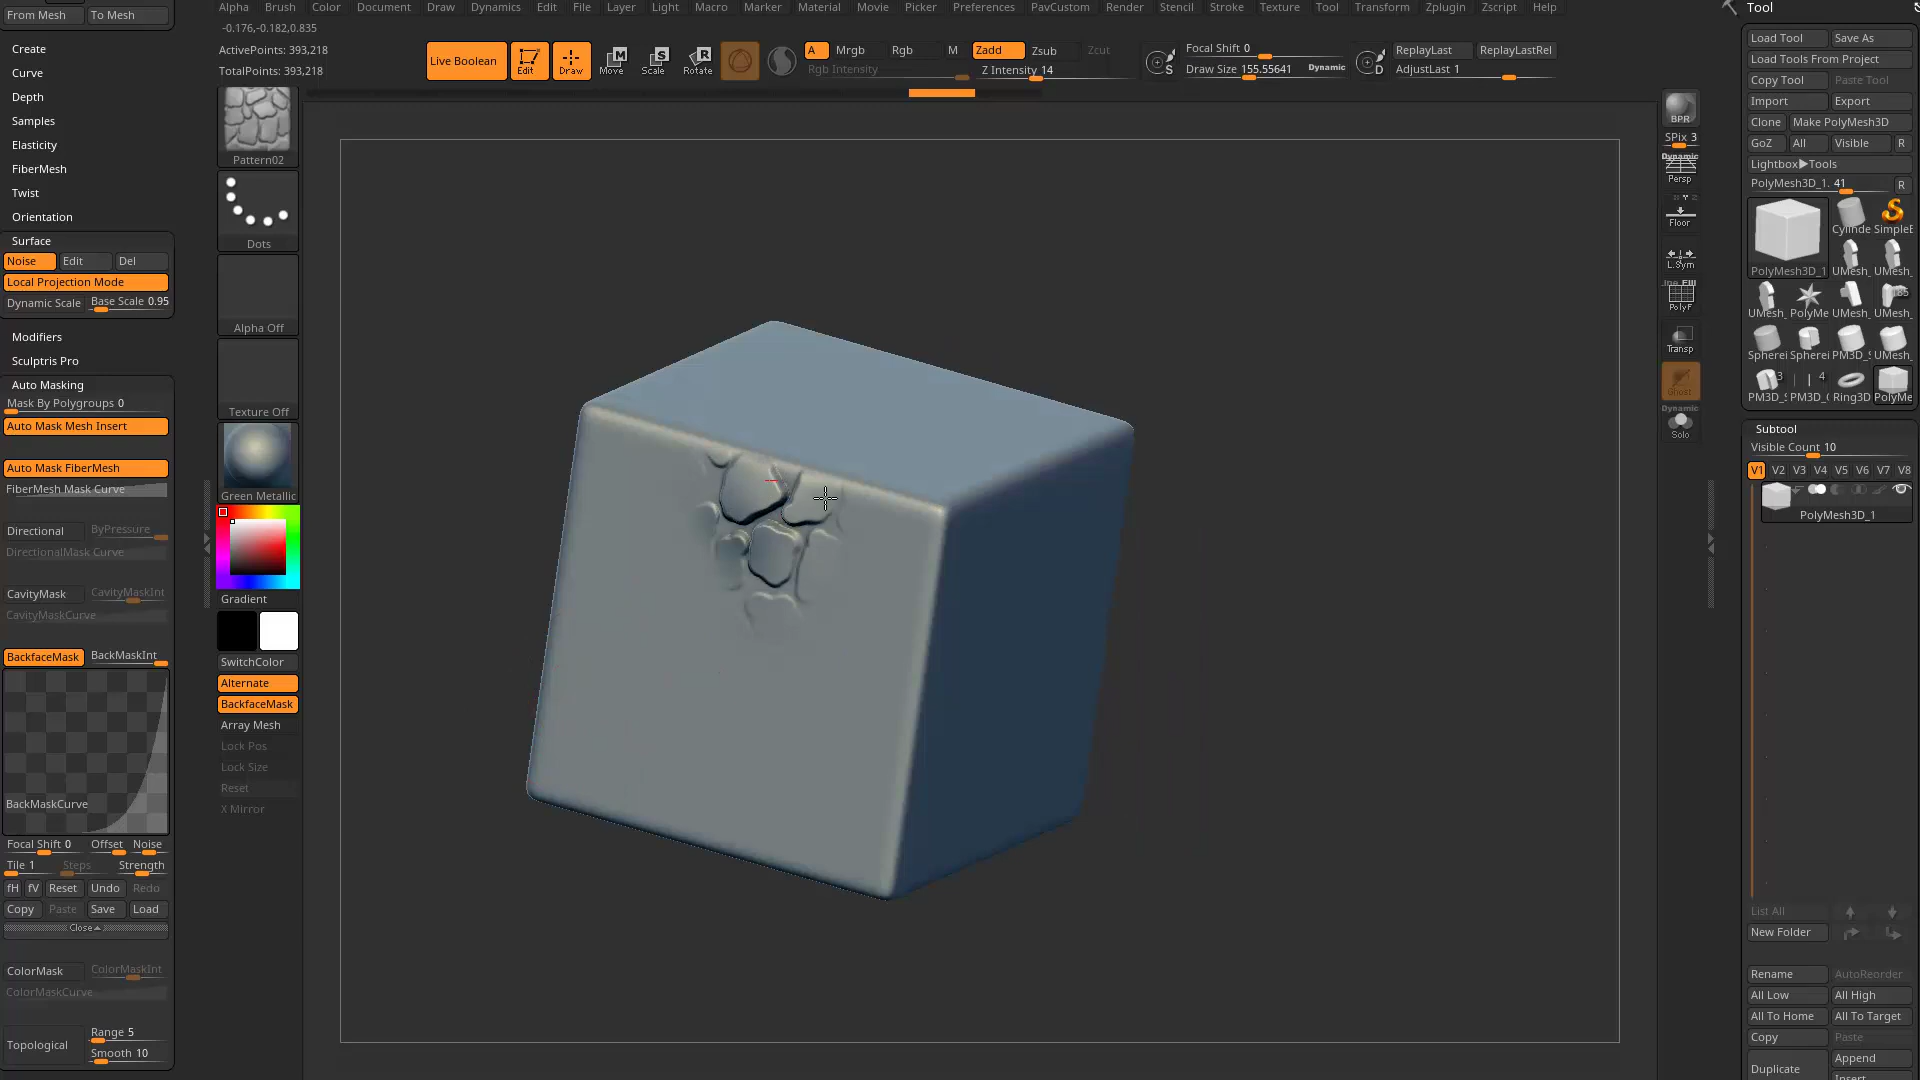 Alpha Brush Color Document Draw Dynamics Edit File Layer Light Macro Marker Material Movie Picker Preferences PavCustom Render Stencil Stroke Texture Tool Transform Zplugin Zscript Help
-0.176,-0.182,0.835
ActivePoints: 393,218
TotalPoints: 393,218
Live Boolean
Edit
Draw
Move
Scale
Rotate
A Mrgb Rgb M Zadd Zsub Zcut
Rgb Intensity
Z Intensity 14
S
Focal Shift 0
Draw Size 155.55641 Dynamic
D
ReplayLast ReplayLastRel
AdjustLast 1
From Mesh To Mesh
Create
Curve
Depth
Samples
Elasticity
FiberMesh
Twist
Orientation
Surface
Noise Edit Del
Local Projection Mode
Dynamic Scale Base Scale 0.95
Modifiers
Sculptris Pro
Auto Masking
Mask By Polygroups 0
Auto Mask Mesh Insert
Auto Mask FiberMesh
FiberMesh Mask Curve
Directional ByPressure
DirectionalMask Curve
CavityMask CavityMaskInt
CavityMaskCurve
BackfaceMask BackMaskInt
BackMaskCurve
Focal Shift 0 Offset Noise
Tile 1 Steps Strength
fH fV Reset Undo Redo
Copy Paste Save Load
Close
ColorMask ColorMaskInt
ColorMaskCurve
Topological Range 5
Smooth 10
Pattern02
Dots
Alpha Off
Texture Off
Green Metallic
Gradient
SwitchColor
Alternate
BackfaceMask
Array Mesh
Lock Pos
Lock Size
Reset
X Mirror
BPR
SPix 3
Dynamic
Persp
Floor
L.Sym
PolyF
Transp
Ghost
Dynamic
Solo
Tool
Load Tool Save As
Load Tools From Project
Copy Tool Paste Tool
Import Export
Clone Make PolyMesh3D
GoZ All Visible R
Lightbox▶Tools
PolyMesh3D_1. 41 R
Cylinde SimpleE
PolyMesh3D_1 UMesh_ UMesh_
UMesh_ PolyMe UMesh_ UMesh_
Spherei Spherei PM3D_S UMesh_
3 4
PM3D_S PM3D_C Ring3D PolyMe
Subtool
Visible Count 10
V1 V2 V3 V4 V5 V6 V7 V8
PolyMesh3D_1
List All
New Folder
Rename AutoReorder
All Low All High
All To Home All To Target
Copy Paste
Duplicate Append
Insert